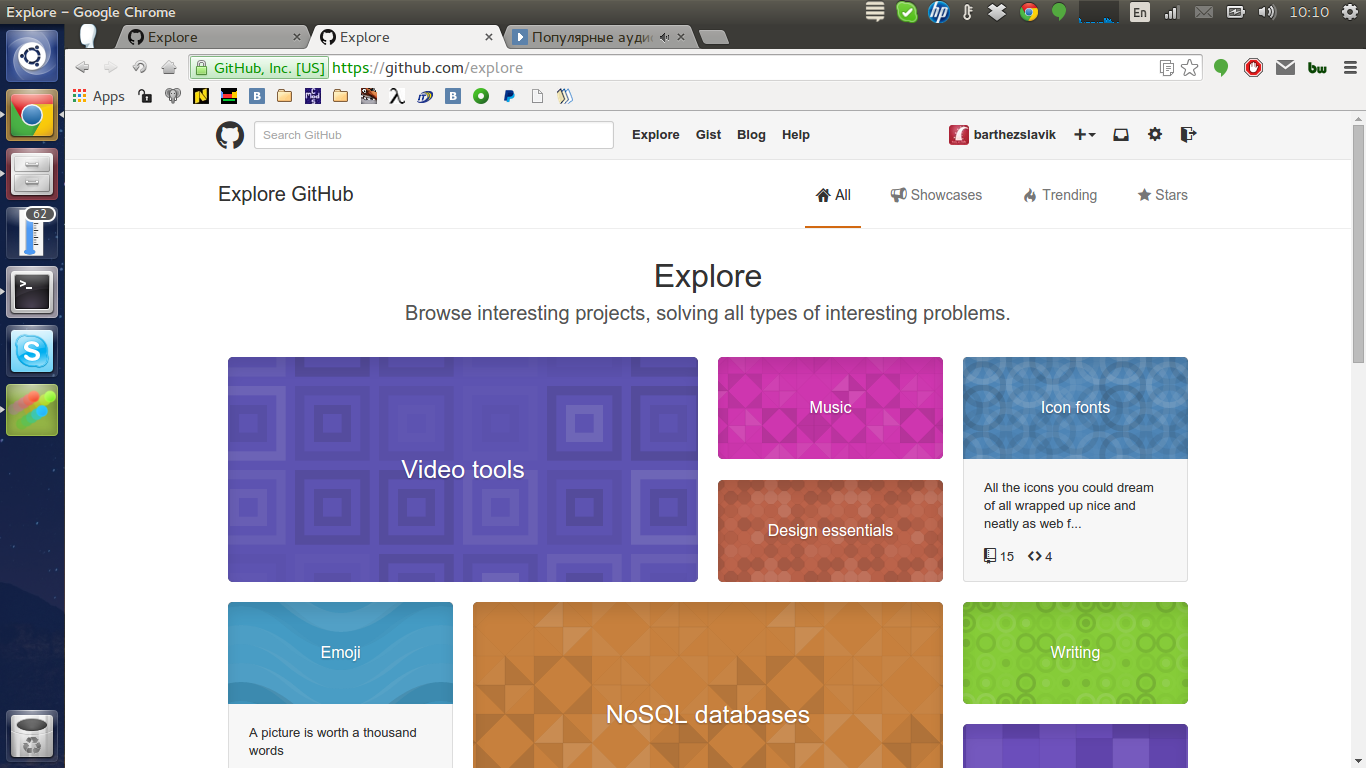 Explore – Google Chrome
En
10:10
Explore
Explore
Популярные ауди
GitHub, Inc. [US] https://github.com/explore
Apps
bw
62
Search GitHub
Explore Gist Blog Help
barthezslavik
Explore GitHub
All Showcases Trending Stars
Explore
Browse interesting projects, solving all types of interesting problems.
Video tools
Music
Icon fonts
All the icons you could dream
of all wrapped up nice and
neatly as web f...
15 4
Design essentials
Emoji
A picture is worth a thousand
words
NoSQL databases
Writing